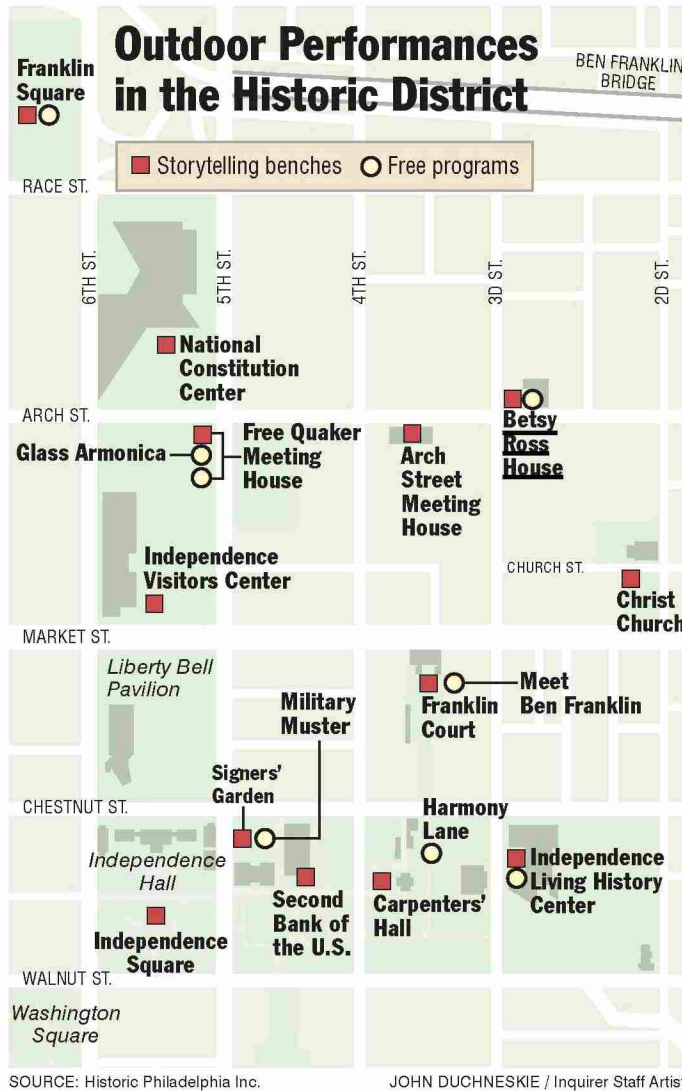 Outdoor Performances
in the Historic District
BEN FRANKLIN
BRIDGE
Franklin
Square
Storytelling benches
Free programs
RACE ST.
6TH ST.
5TH ST.
4TH ST.
3D ST.
2D ST.
National
Constitution
Center
ARCH ST.
Betsy
Ross
House
Glass Armonica
Free Quaker
Meeting
House
Arch
Street
Meeting
House
Independence
Visitors Center
CHURCH ST.
Christ
Church
MARKET ST.
Liberty Bell
Pavilion
Military
Muster
Franklin
Court
Meet
Ben Franklin
Signers'
Garden
CHESTNUT ST.
Harmony
Lane
Independence
Hall
Independence
Living History
Center
Second
Bank of
the U.S.
Carpenters'
Hall
Independence
Square
WALNUT ST.
Washington
Square
SOURCE: Historic Philadelphia Inc.
JOHN DUCHNESKIE / Inquirer Staff Artist